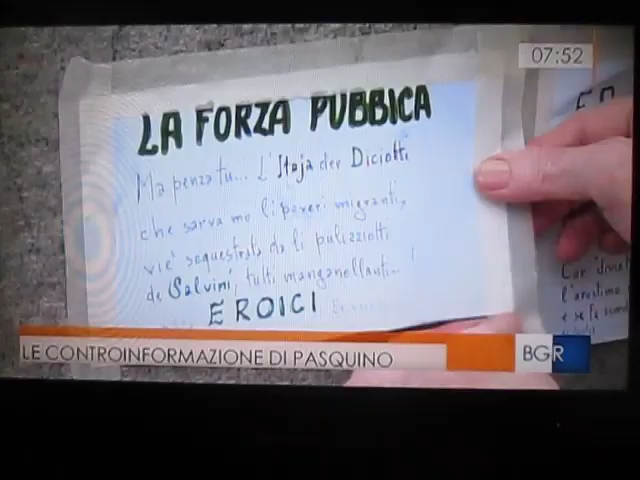 07:52
LA FORZA PUBBICA
Ma penza tu... L'Itaja der Diciotti
che sarva mo li poveri migranti,
vie' sequestrata da li pulizziotti
de Salvini, tutti manganellanti...!
EROICI
l'arestimo
LE CONTROINFORMAZIONE DI PASQUINO
BGR